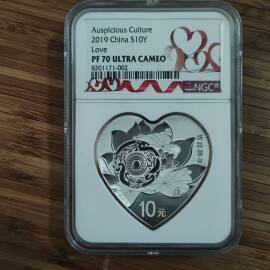 Auspicious Culture
2019 China S10Y
Love
PF 70 ULTRA CAMEO
8201171-002
NGC
10元